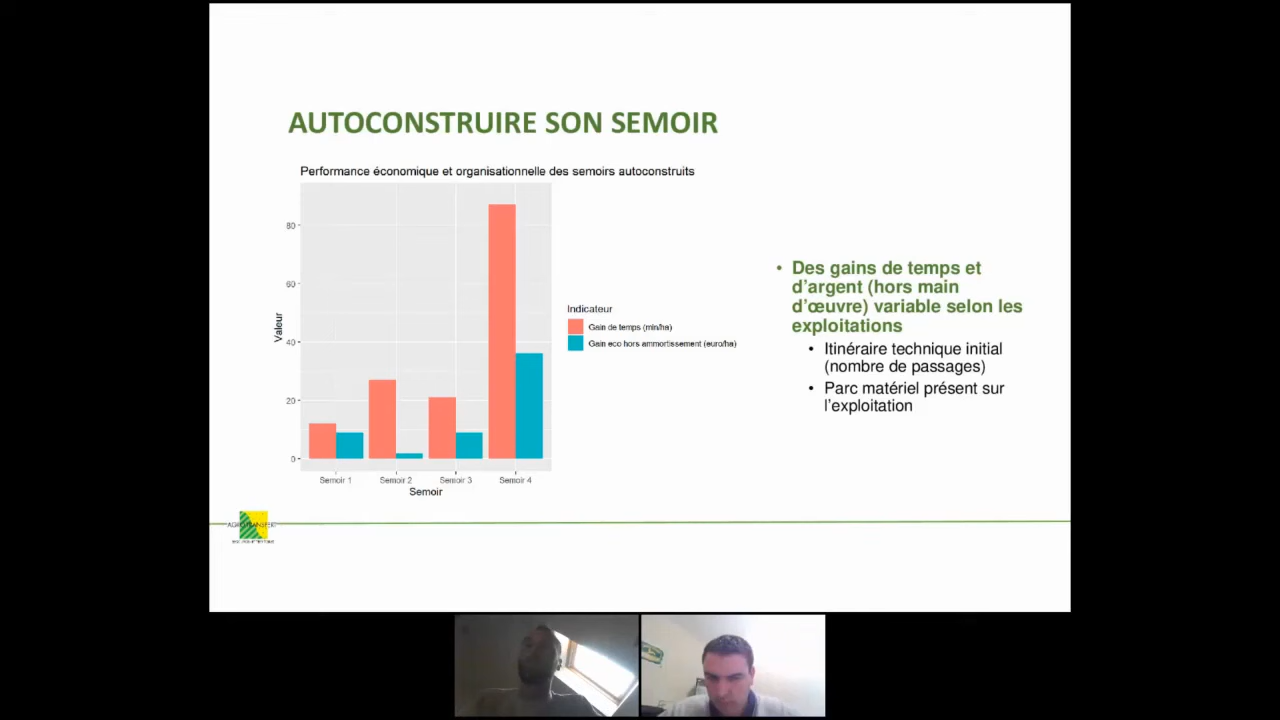 AUTOCONSTRUIRE SON SEMOIR
Performance économique et organisationnelle des semoirs autoconstruits
80
60
40
20
0
Valeur
Semoir 1
Semoir 2
Semoir 3
Semoir 4
Semoir
Indicateur
Gain de temps (min/ha)
Gain eco hors ammortissement (euro/ha)
• Des gains de temps et
d’argent (hors main
d’œuvre) variable selon les
exploitations
• Itinéraire technique initial
(nombre de passages)
• Parc matériel présent sur
l’exploitation